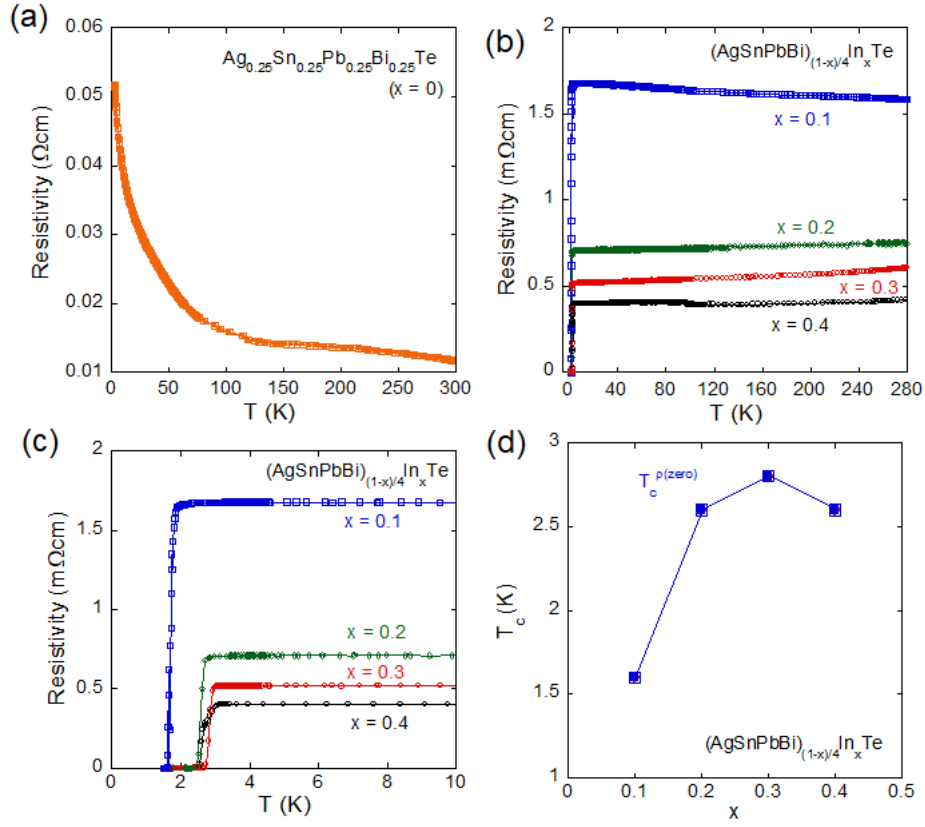 (a)
0.06
0.05
0.04
0.03
0.02
0.01
Resistivity (Ωcm)
Ag0.25Sn0.25Pb0.25Bi0.25Te
(x = 0)
0 50 100 150 200 250 300
T (K)
(b)
2
1.5
1
0.5
0
Resistivity (mΩcm)
(AgSnPbBi)(1-x)/4InxTe
x = 0.1
x = 0.2
x = 0.3
x = 0.4
0 40 80 120 160 200 240 280
T (K)
(c)
2
1.5
1
0.5
0
Resistivity (mΩcm)
(AgSnPbBi)(1-x)/4InxTe
x = 0.1
x = 0.2
x = 0.3
x = 0.4
0 2 4 6 8 10
T (K)
(d)
3
2.5
2
1.5
1
Tc (K)
Tcρ(zero)
(AgSnPbBi)(1-x)/4InxTe
0 0.1 0.2 0.3 0.4 0.5
x